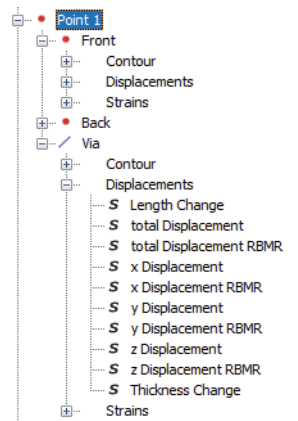 Point 1
Front
Contour
Displacements
Strains
Back
Via
Contour
Displacements
S Length Change
S total Displacement
S total Displacement RBMR
S x Displacement
S x Displacement RBMR
S y Displacement
S y Displacement RBMR
S z Displacement
S z Displacement RBMR
S Thickness Change
Strains